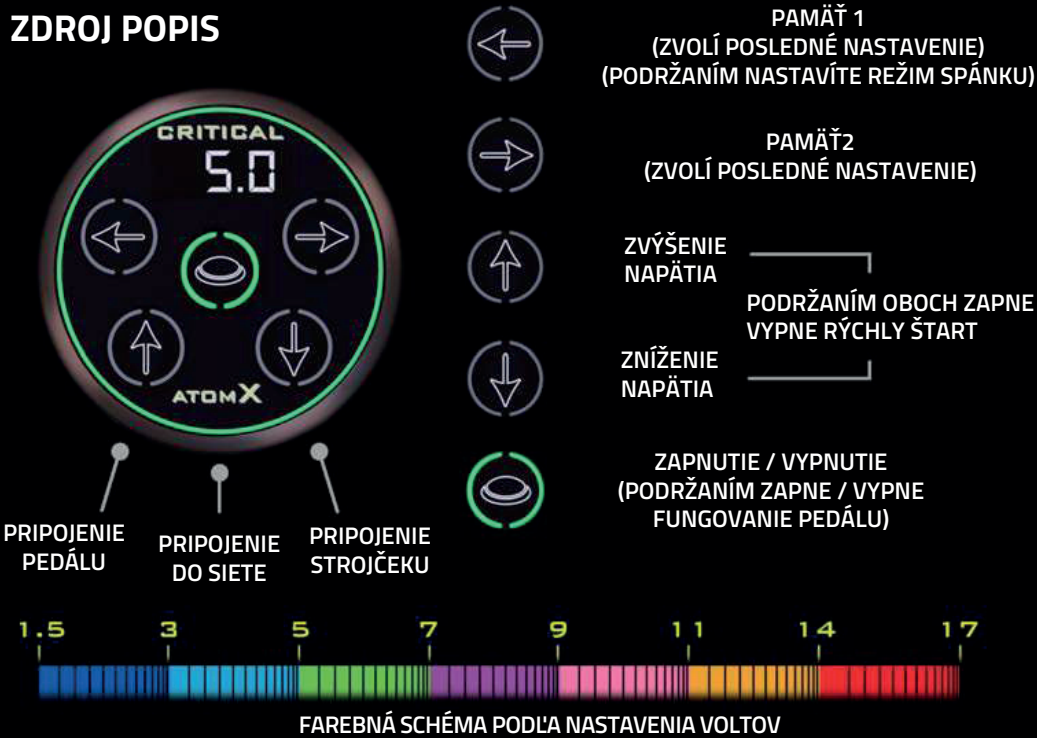 ZDROJ POPIS
CRITICAL
5.0
ATOMX
PRIPOJENIE
PEDÁLU
PRIPOJENIE
DO SIETE
PRIPOJENIE
STROJČEKU
PAMÄŤ 1
(ZVOLÍ POSLEDNÉ NASTAVENIE)
(PODRŽANÍM NASTAVÍTE REŽIM SPÁNKU)
PAMÄŤ2
(ZVOLÍ POSLEDNÉ NASTAVENIE)
ZVÝŠENIE
NAPÄTIA
PODRŽANÍM OBOCH ZAPNE
VYPNE RÝCHLY ŠTART
ZNÍŽENIE
NAPÄTIA
ZAPNUTIE / VYPNUTIE
(PODRŽANÍM ZAPNE / VYPNE
FUNGOVANIE PEDÁLU)
1.5 3 5 7 9 11 14 17
FAREBNÁ SCHÉMA PODĽA NASTAVENIA VOLTOV